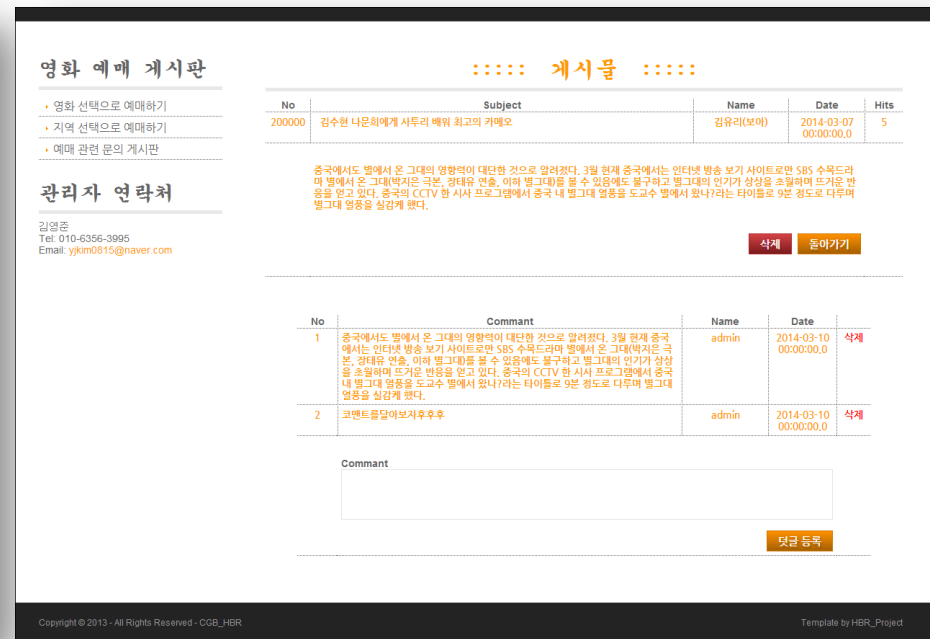 영화 예매 게시판
영화 선택으로 예매하기
지역 선택으로 예매하기
예매 관련 문의 게시판
관리자 연락처
김영준
Tel: 010-6356-3995
Email: yjkim0815@naver.com
::::: 게시물 :::::
No Subject Name Date Hits
200000 김수현 나문희에게 사투리 배워 최고의 카메오 김유리(보아) 2014-03-07 5
00:00:00.0
중국에서도 별에서 온 그대의 영향력이 대단한 것으로 알려졌다. 3월 현재 중국에서는 인터넷 방송 보기 사이트로만 SBS 수목드라
마 별에서 온 그대(박지은 극본, 장태유 연출, 이하 별그대)를 볼 수 있음에도 불구하고 별그대의 인기가 상상을 초월하며 뜨거운 반
응을 얻고 있다. 중국의 CCTV 한 시사 프로그램에서 중국 내 별그대 열풍을 도교수 별에서 왔나?라는 타이틀로 9분 정도로 다루며
별그대 열풍을 실감케 했다.
삭제 돌아가기
No Commant Name Date
1 중국에서도 별에서 온 그대의 영향력이 대단한 것으로 알려졌다. 3월 현재 중국 admin 2014-03-10 삭제
에서는 인터넷 방송 보기 사이트로만 SBS 수목드라마 별에서 온 그대(박지은 극 00:00:00.0
본, 장태유 연출, 이하 별그대)를 볼 수 있음에도 불구하고 별그대의 인기가 상상
을 초월하며 뜨거운 반응을 얻고 있다. 중국의 CCTV 한 시사 프로그램에서 중국
내 별그대 열풍을 도교수 별에서 왔나?라는 타이틀로 9분 정도로 다루며 별그대
열풍을 실감케 했다.
2 코맨트를달아보자후후후 admin 2014-03-10 삭제
00:00:00.0
Commant
덧글 등록
Copyright © 2013 - All Rights Reserved - CGB_HBR
Template by HBR_Project